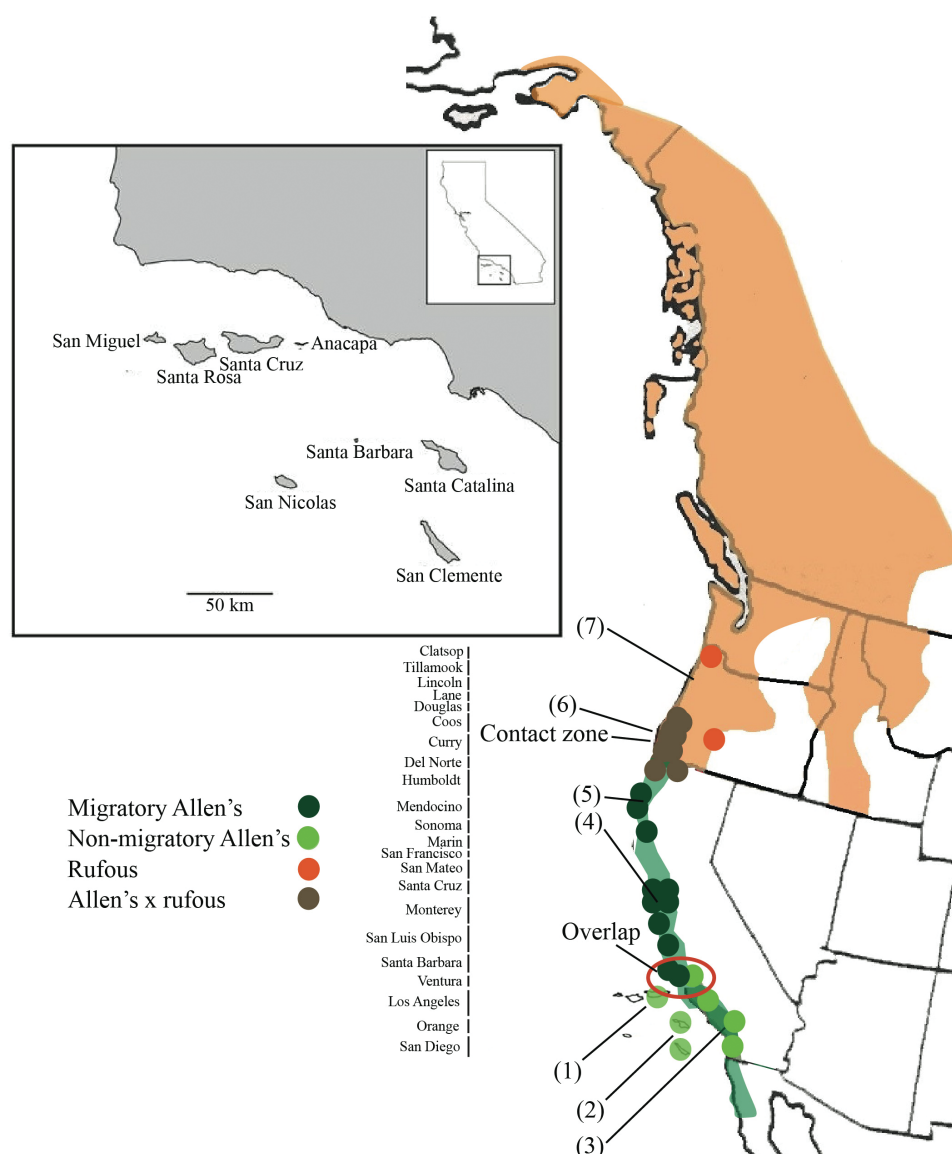 San Miguel
Santa Rosa
Santa Cruz
Anacapa
Santa Barbara
San Nicolas
Santa Catalina
San Clemente
50 km
Clatsop
Tillamook
Lincoln
Lane
Douglas
Coos
Curry
Del Norte
Humboldt
Mendocino
Sonoma
Marin
San Francisco
San Mateo
Santa Cruz
Monterey
San Luis Obispo
Santa Barbara
Ventura
Los Angeles
Orange
San Diego
Migratory Allen's
Non-migratory Allen's
Rufous
Allen's x rufous
(7)
(6)
Contact zone
(5)
(4)
Overlap
(1)
(2)
(3)